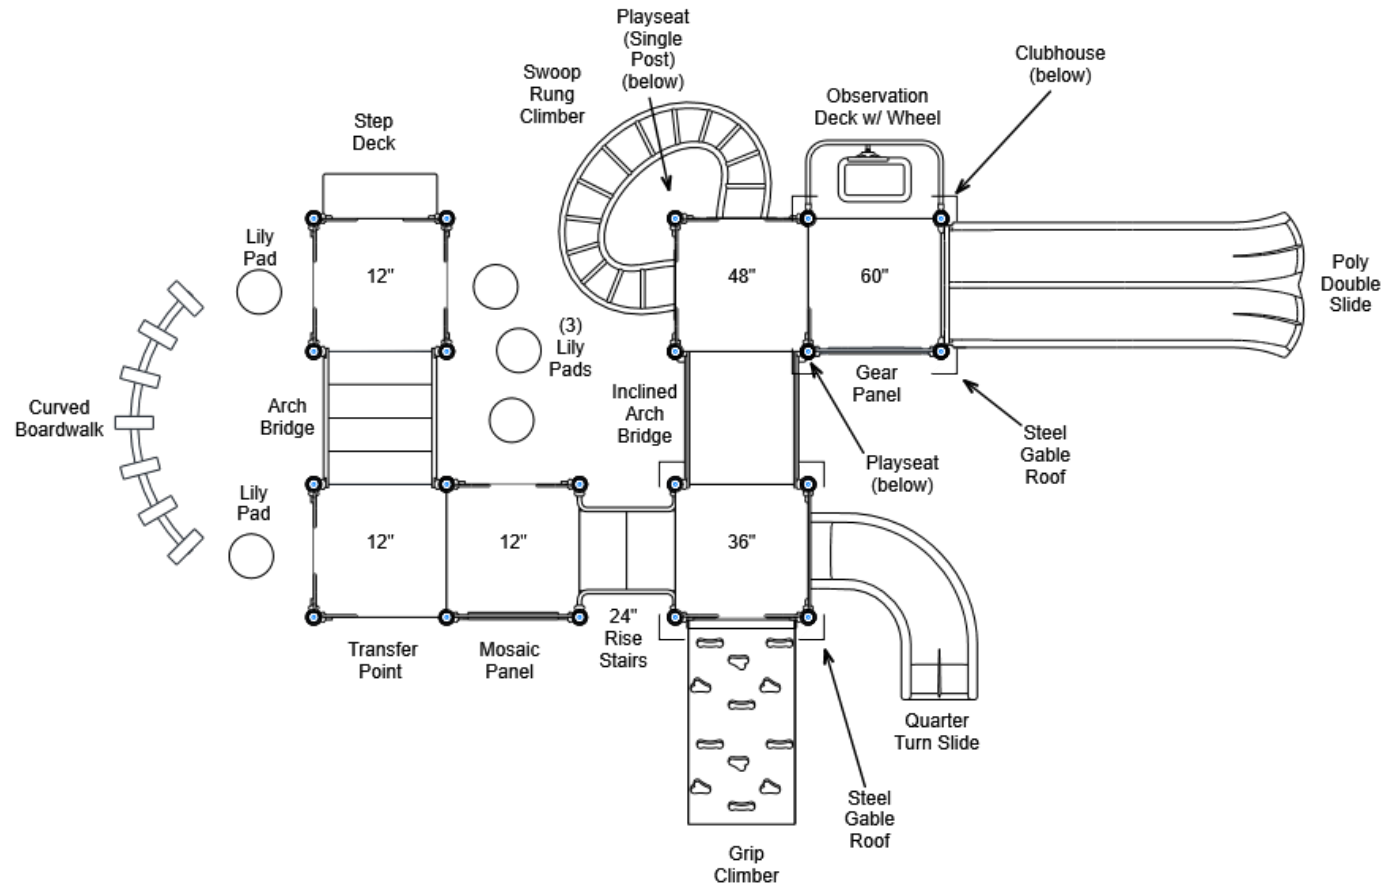 Playseat
(Single
Post)
(below)
Swoop
Rung
Climber
Clubhouse
(below)
Observation
Deck w/ Wheel
Step
Deck
Lily
Pad
12"
48"
60"
Poly
Double
Slide
(3)
Lily
Pads
Curved
Boardwalk
Arch
Bridge
Inclined
Arch
Bridge
Gear
Panel
Steel
Gable
Roof
Playseat
(below)
Lily
Pad
12"
12"
36"
24"
Rise
Stairs
Transfer
Point
Mosaic
Panel
Quarter
Turn Slide
Steel
Gable
Roof
Grip
Climber